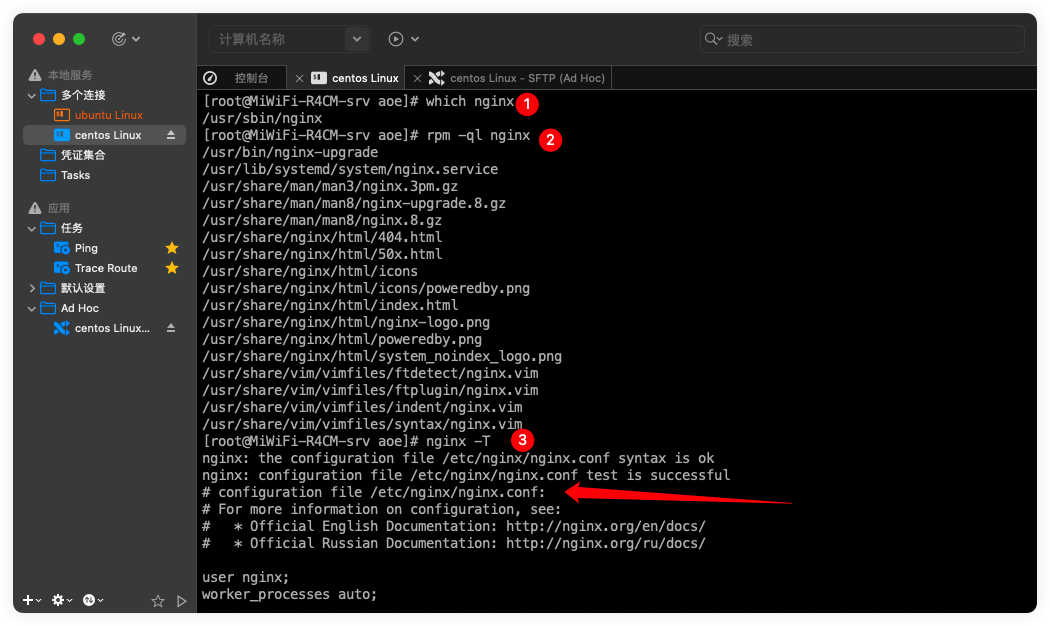 计算机名称
搜索
本地服务
多个连接
ubuntu Linux
centos Linux
凭证集合
Tasks
应用
任务
Ping
Trace Route
默认设置
Ad Hoc
centos Linux...
控制台
centos Linux
centos Linux - SFTP (Ad Hoc)
[root@MiWiFi-R4CM-srv aoe]# which nginx 1
/usr/sbin/nginx
[root@MiWiFi-R4CM-srv aoe]# rpm -ql nginx 2
/usr/bin/nginx-upgrade
/usr/lib/systemd/system/nginx.service
/usr/share/man/man3/nginx.3pm.gz
/usr/share/man/man8/nginx-upgrade.8.gz
/usr/share/man/man8/nginx.8.gz
/usr/share/nginx/html/404.html
/usr/share/nginx/html/50x.html
/usr/share/nginx/html/icons
/usr/share/nginx/html/icons/poweredby.png
/usr/share/nginx/html/index.html
/usr/share/nginx/html/nginx-logo.png
/usr/share/nginx/html/poweredby.png
/usr/share/nginx/html/system_noindex_logo.png
/usr/share/vim/vimfiles/ftdetect/nginx.vim
/usr/share/vim/vimfiles/ftplugin/nginx.vim
/usr/share/vim/vimfiles/indent/nginx.vim
/usr/share/vim/vimfiles/syntax/nginx.vim
[root@MiWiFi-R4CM-srv aoe]# nginx -T 3
nginx: the configuration file /etc/nginx/nginx.conf syntax is ok
nginx: configuration file /etc/nginx/nginx.conf test is successful
# configuration file /etc/nginx/nginx.conf:
# For more information on configuration, see:
#   * Official English Documentation: http://nginx.org/en/docs/
#   * Official Russian Documentation: http://nginx.org/ru/docs/
user nginx;
worker_processes auto;